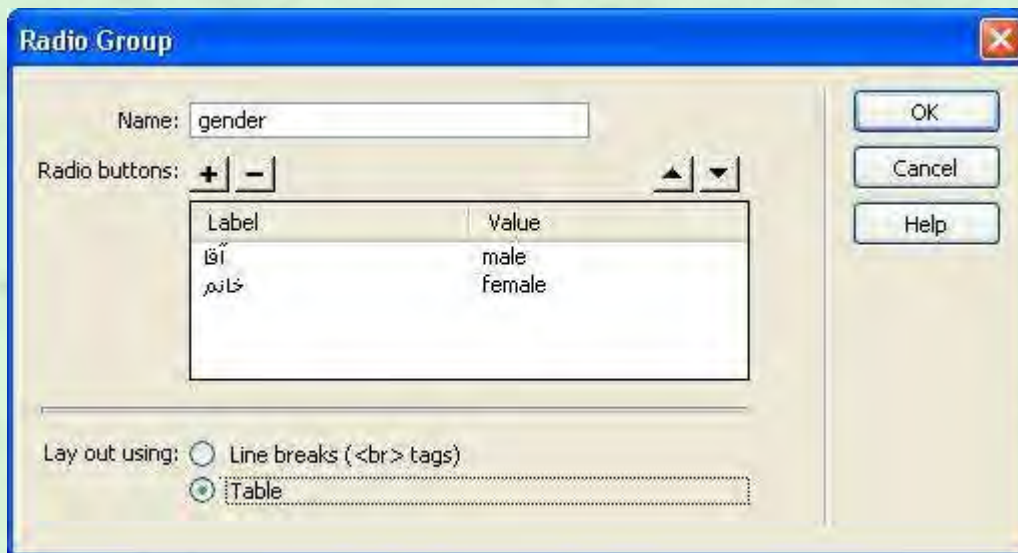 Radio Group
Name: gender
OK
Radio buttons: + −
Cancel
Label Value
Help
آقا male
خانم female
Lay out using: Line breaks (<br> tags)
Table